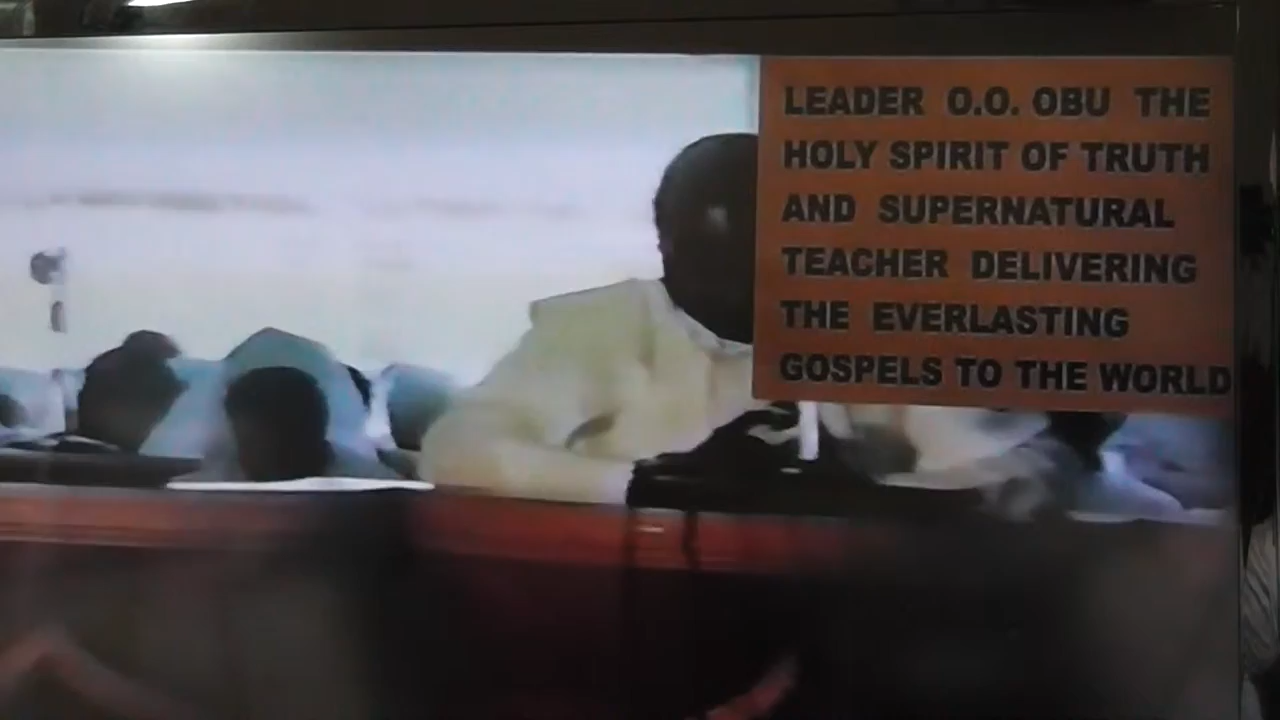 LEADER O.O. OBU THE
HOLY SPIRIT OF TRUTH
AND SUPERNATURAL
TEACHER DELIVERING
THE EVERLASTING
GOSPELS TO THE WORLD